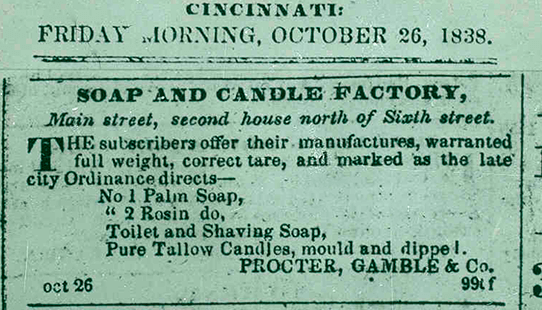 CINCINNATI:
FRIDAY MORNING, OCTOBER 26, 1838.
SOAP AND CANDLE FACTORY,
Main street, second house north of Sixth street.
THE subscribers offer their manufactures, warranted
full weight, correct tare, and marked as the late
city Ordinance directs—
No 1 Palm Soap,
“ 2 Rosin do,
Toilet and Shaving Soap,
Pure Tallow Candles, mould and dipped.
PROCTER, GAMBLE & Co.
oct 26 99tf